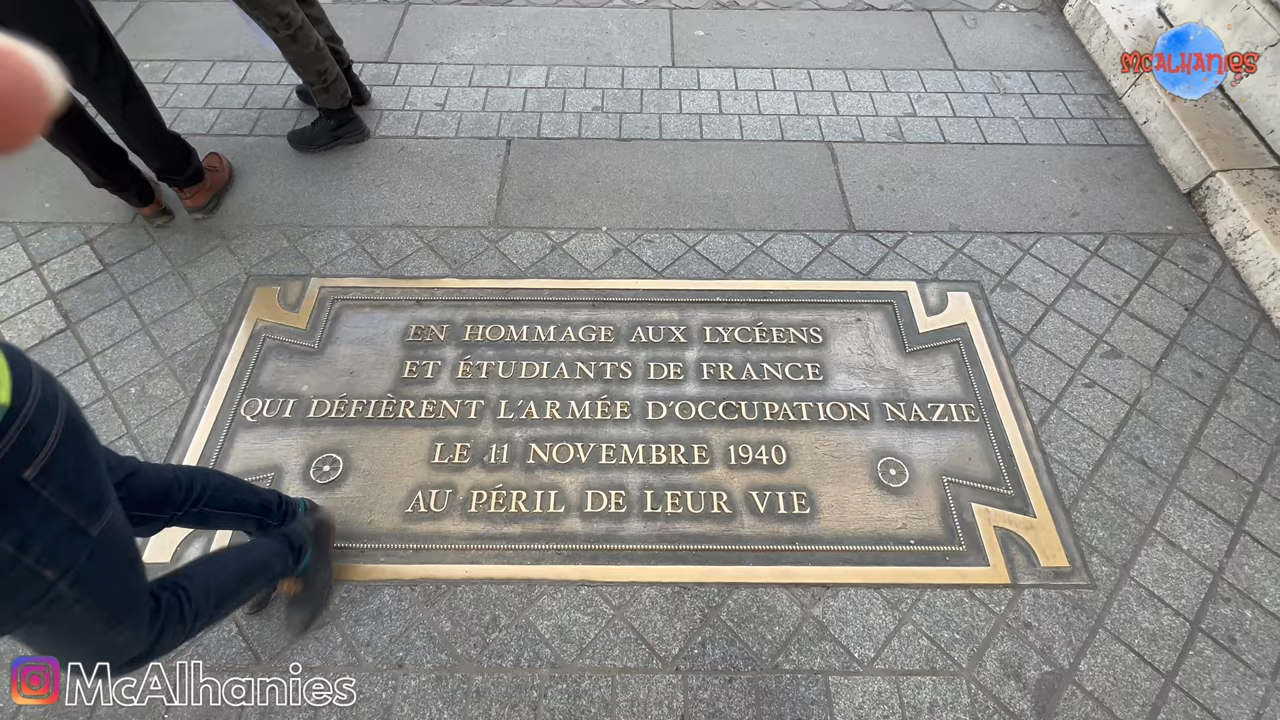 McALHANIES
EN HOMMAGE AUX LYCÉENS
ET ÉTUDIANTS DE FRANCE
QUI DÉFIÈRENT L'ARMÉE D'OCCUPATION NAZIE
LE 11 NOVEMBRE 1940
AU PÉRIL DE LEUR VIE
McAlhanies